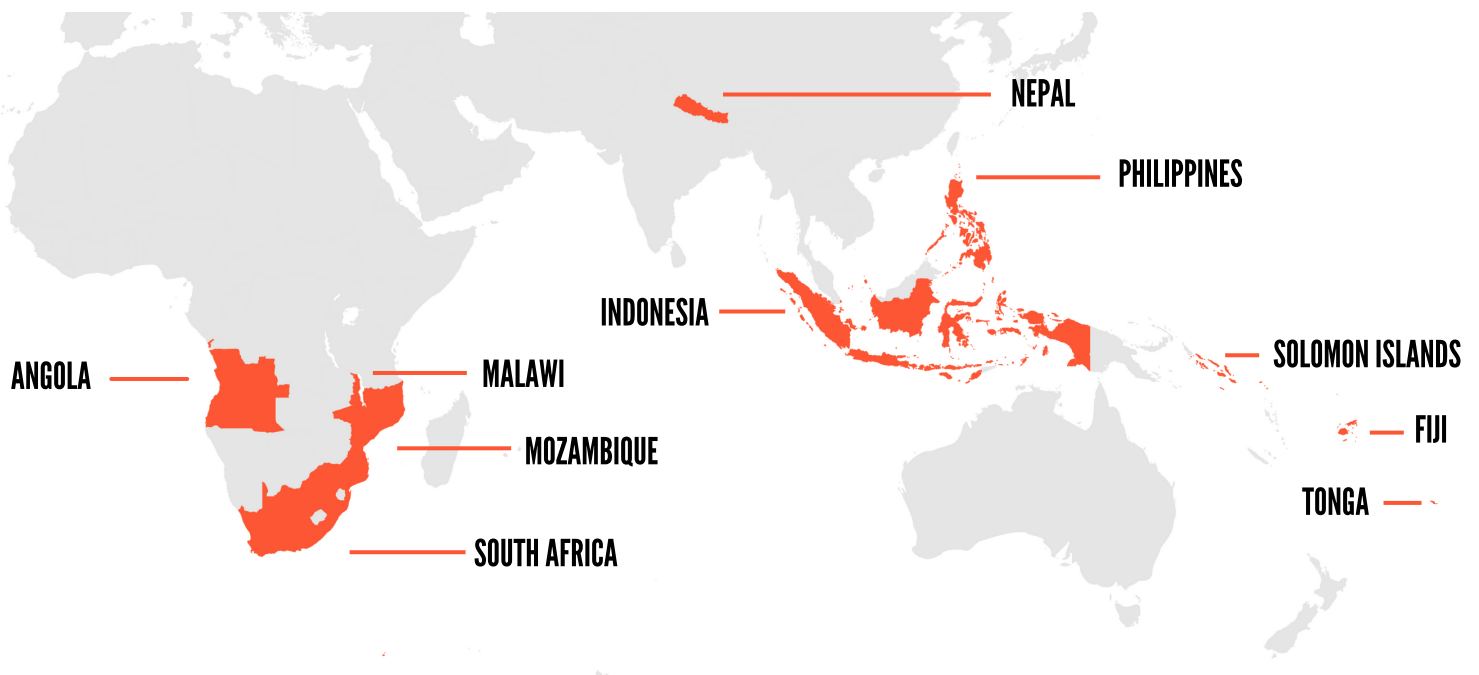 NEPAL
PHILIPPINES
INDONESIA
SOLOMON ISLANDS
ANGOLA
MALAWI
FIJI
MOZAMBIQUE
TONGA
SOUTH AFRICA